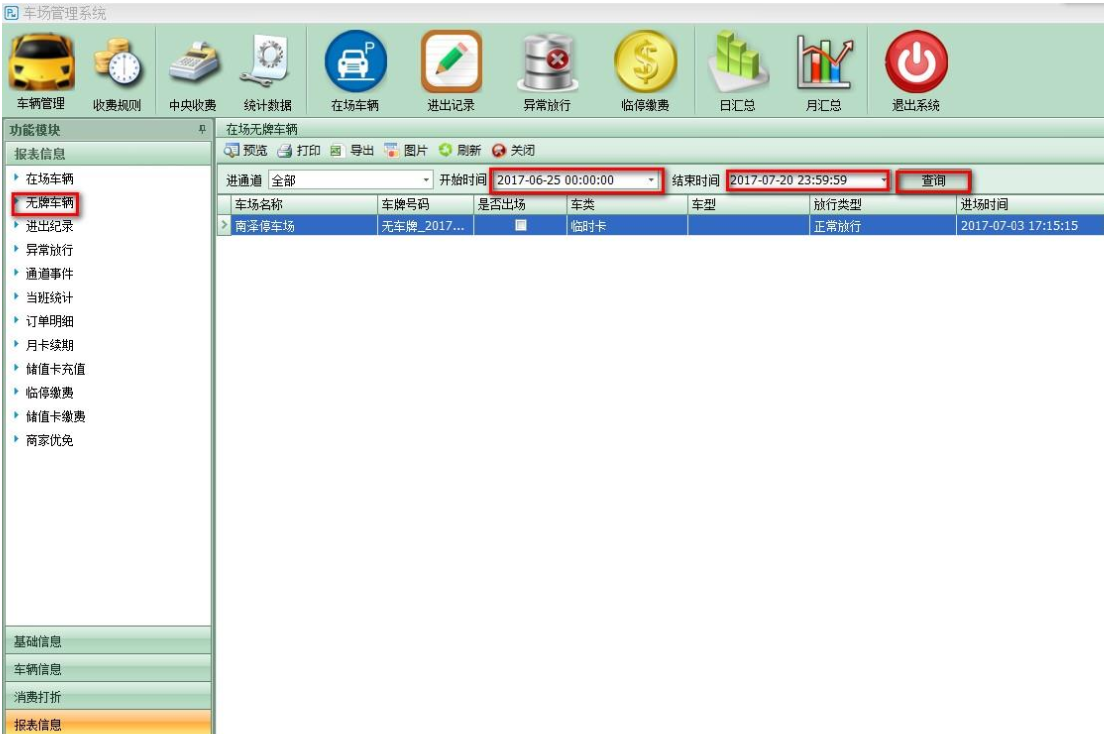 车场管理系统
车辆管理 收费规则 中央收费 统计数据 在场车辆 进出记录 异常放行 临停缴费 日汇总 月汇总 退出系统
功能模块
报表信息
在场车辆
无牌车辆
进出纪录
异常放行
通道事件
当班统计
订单明细
月卡续期
储值卡充值
临停缴费
储值卡缴费
商家优免
基础信息
车辆信息
消费打折
报表信息
在场无牌车辆
预览 打印 导出 图片 刷新 关闭
进通道 全部 开始时间 2017-06-25 00:00:00 结束时间 2017-07-20 23:59:59 查询
车场名称 车牌号码 是否出场 车类 车型 放行类型 进场时间
南泽停车场 无车牌_2017... 临时卡 正常放行 2017-07-03 17:15:15